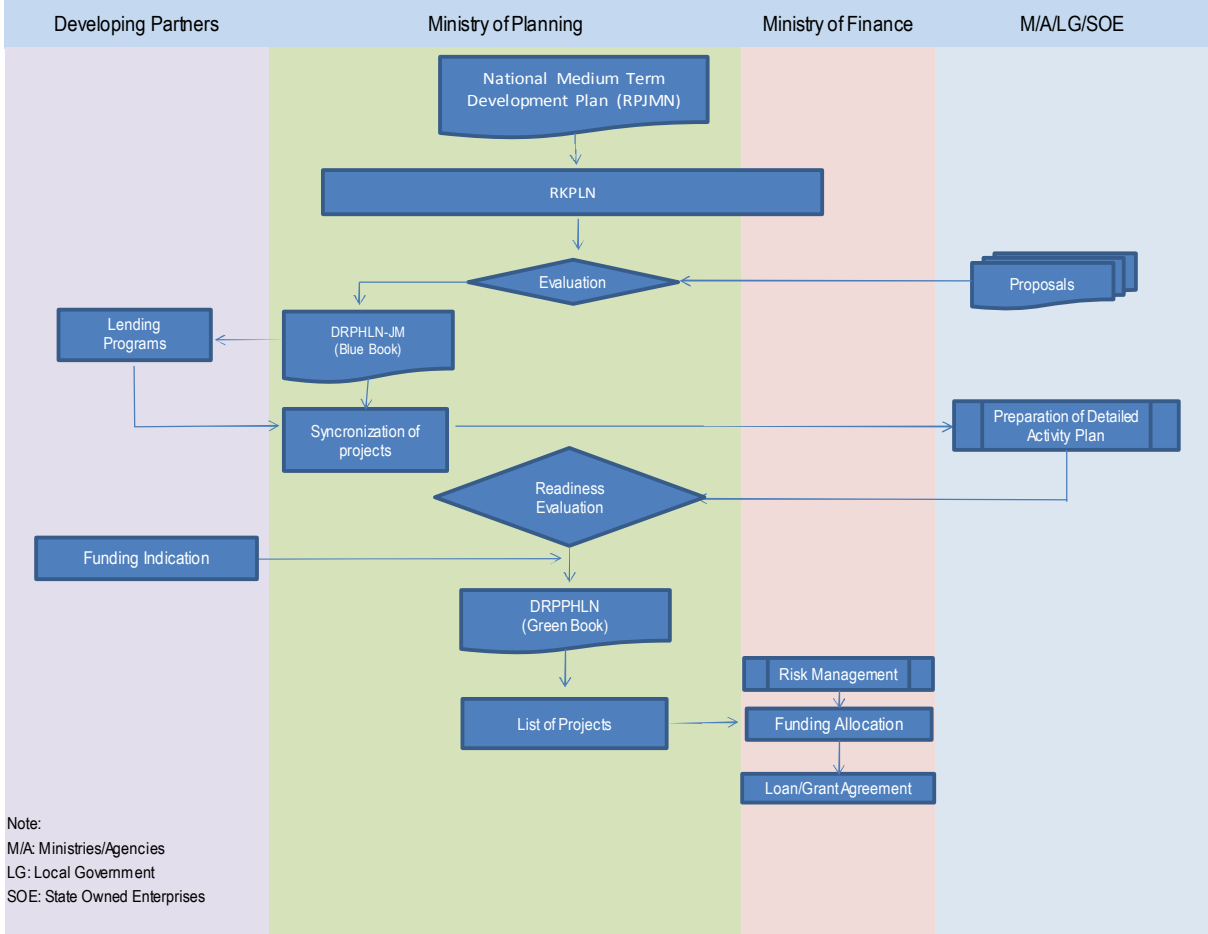 Developing Partners
Ministry of Planning
Ministry of Finance
M/A/LG/SOE
National Medium Term
Development Plan (RPJMN)
RKPLN
Evaluation
Proposals
Lending
Programs
DRPHLN-JM
(Blue Book)
Syncronization of
projects
Preparation of Detailed
Activity Plan
Readiness
Evaluation
Funding Indication
DRPPHLN
(Green Book)
Risk Management
List of Projects
Funding Allocation
Loan/Grant Agreement
Note:
M/A: Ministries/Agencies
LG: Local Government
SOE: State Owned Enterprises